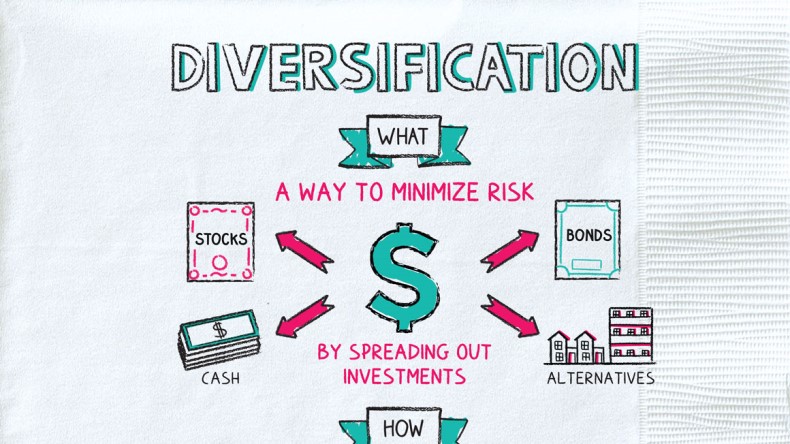 DIVERSIFICATION
WHAT
A WAY TO MINIMIZE RISK
STOCKS
BONDS
$
$
BY SPREADING OUT
INVESTMENTS
CASH
ALTERNATIVES
HOW